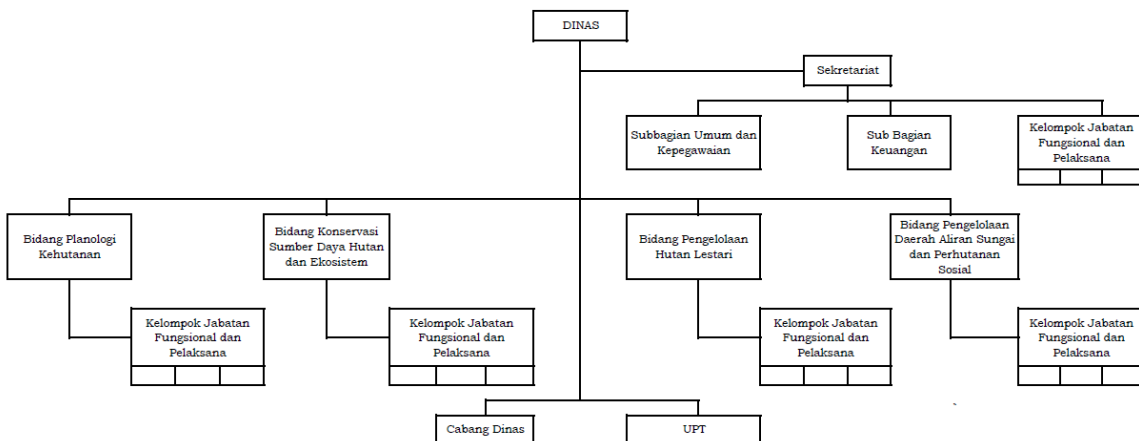 DINAS
Sekretariat
Subbagian Umum dan
Kepegawaian
Sub Bagian
Keuangan
Kelompok Jabatan
Fungsional dan
Pelaksana
Bidang Planologi
Kehutanan
Bidang Konservasi
Sumber Daya Hutan
dan Ekosistem
Bidang Pengelolaan
Hutan Lestari
Bidang Pengelolaan
Daerah Aliran Sungai
dan Perhutanan
Sosial
Kelompok Jabatan
Fungsional dan
Pelaksana
Kelompok Jabatan
Fungsional dan
Pelaksana
Kelompok Jabatan
Fungsional dan
Pelaksana
Kelompok Jabatan
Fungsional dan
Pelaksana
Cabang Dinas
UPT